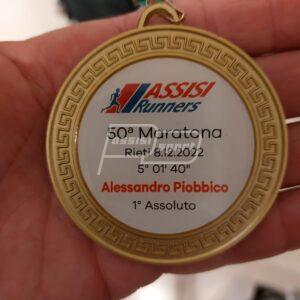 ASSISI
Runners
50ª Maratona
Rieti 8.12.2022
5° 01' 40"
Alessandro Piobbico
1° Assoluto